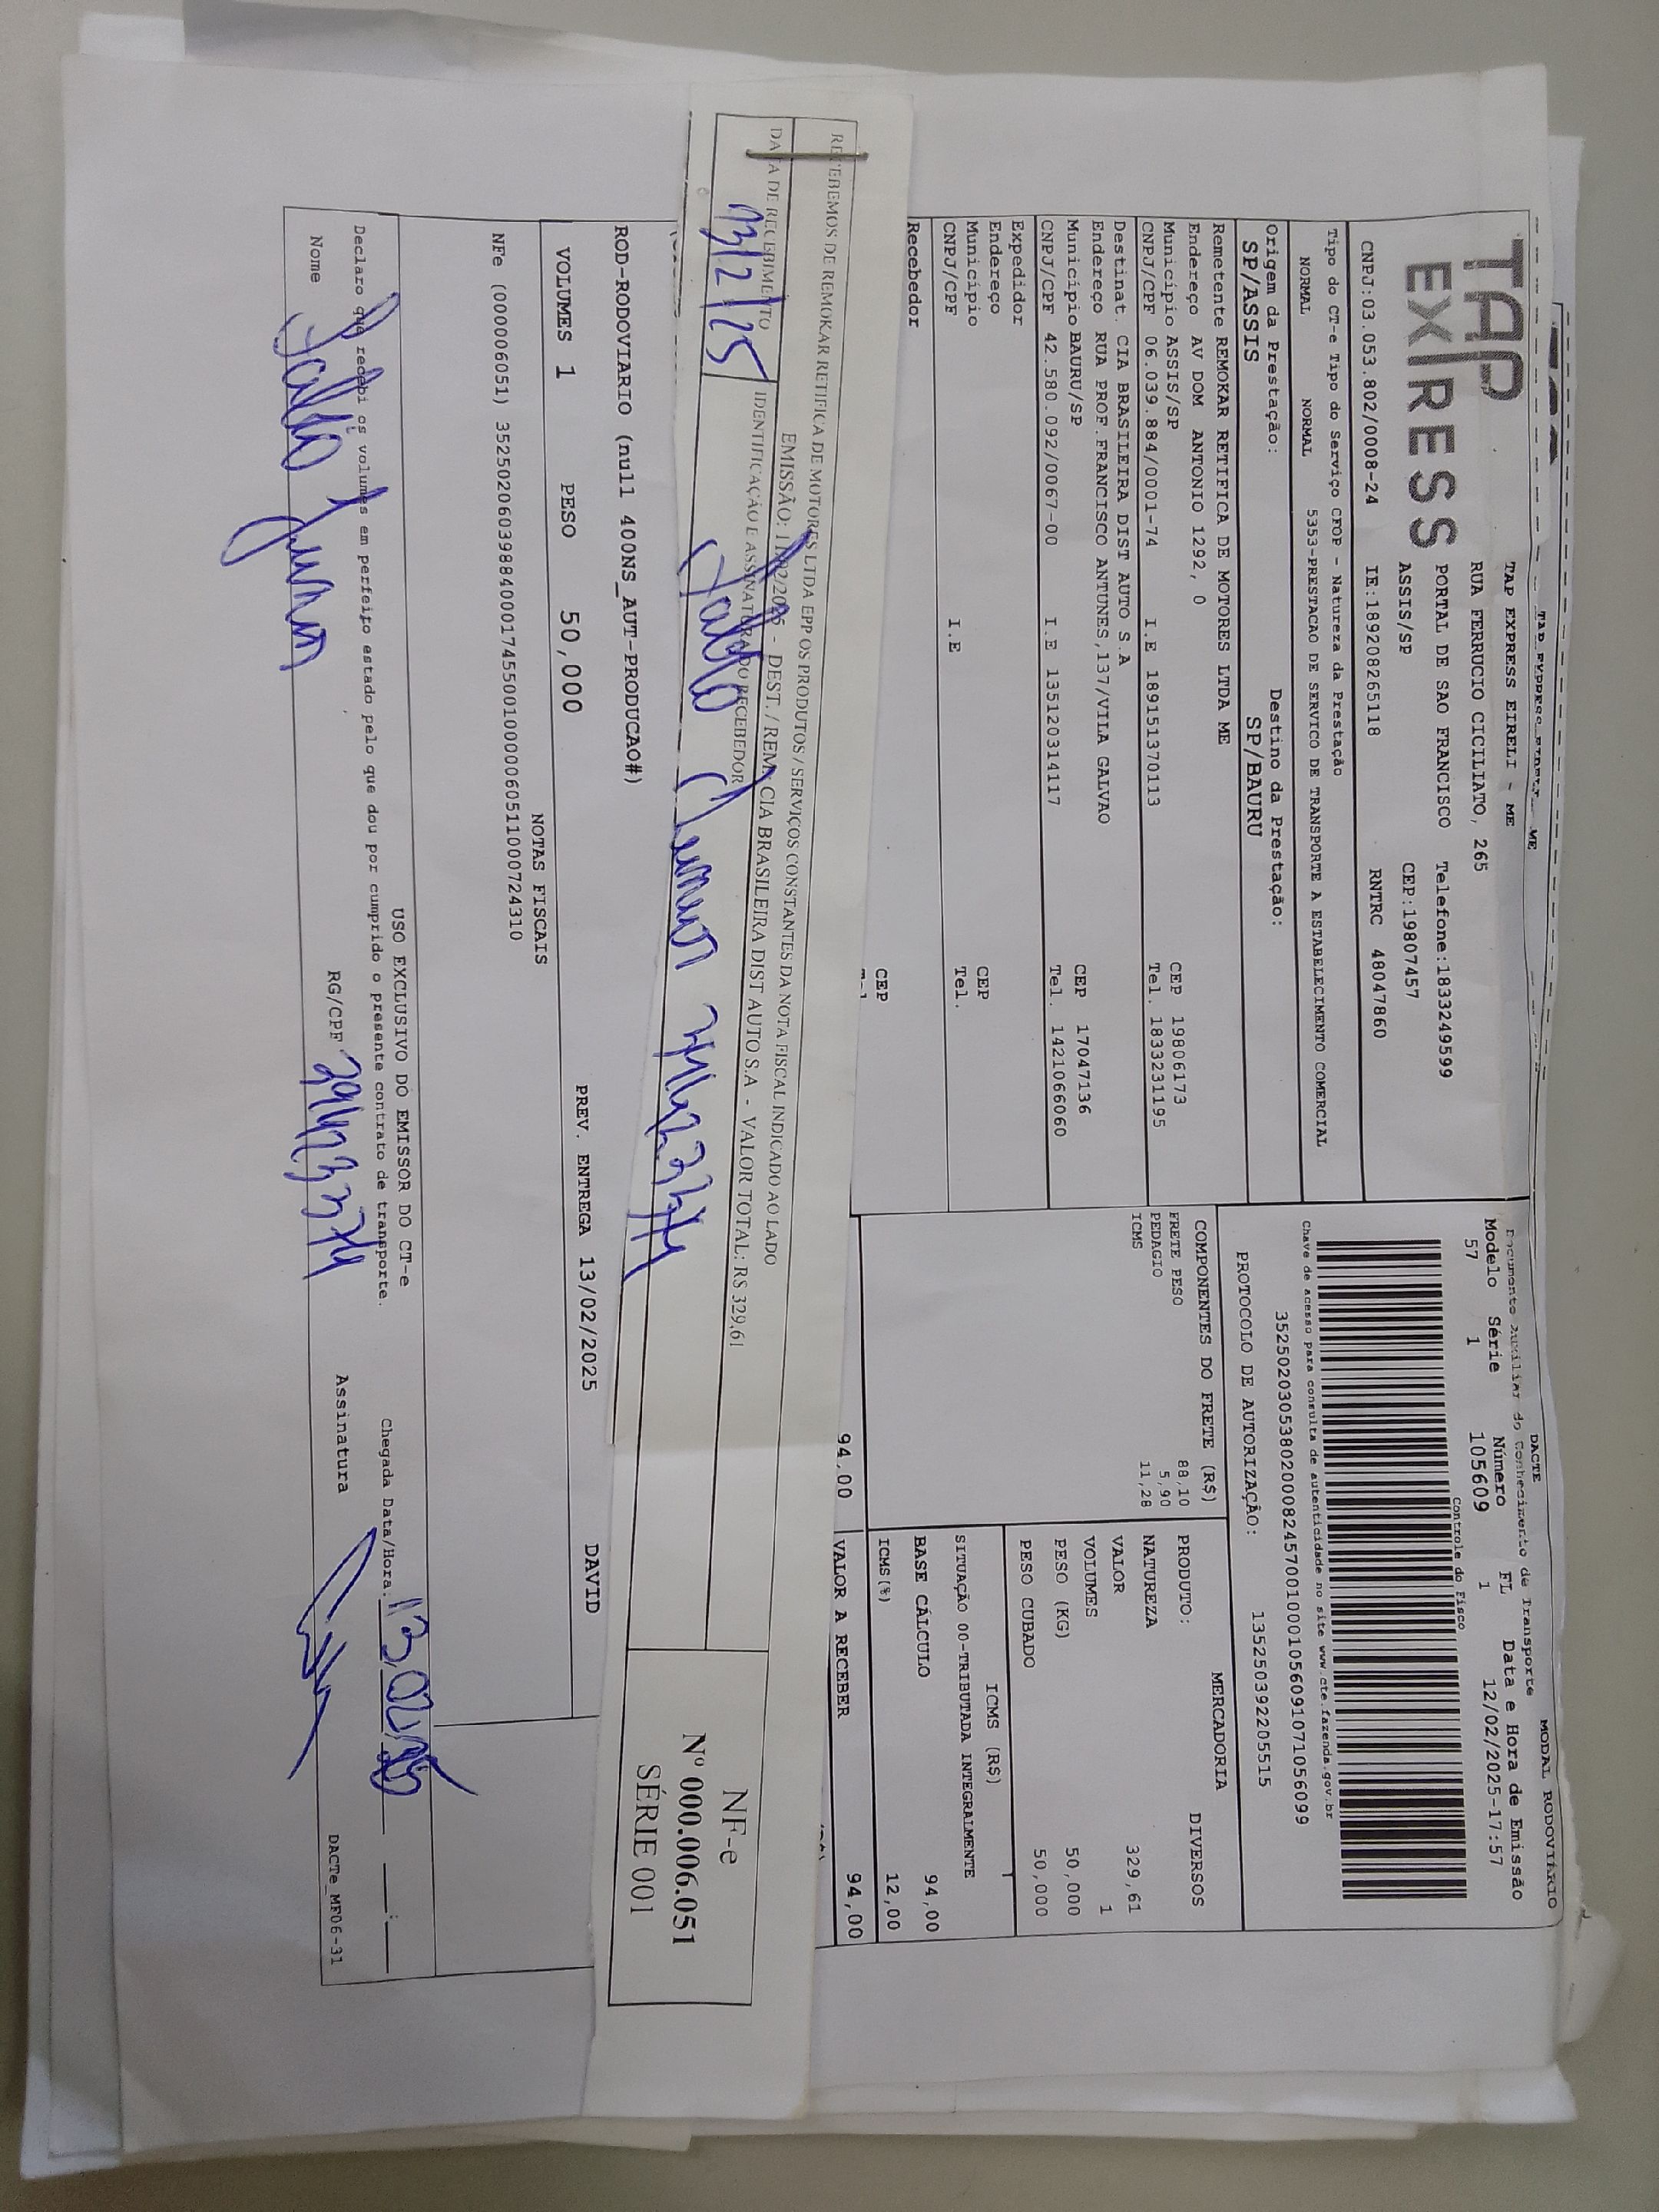 TAP
EXPRESS
TAP EXPRESS EIRELI - ME
RUA FERRUCIO CICILIATO, 265
PORTAL DE SAO FRANCISCO Telefone:1833249599
ASSIS/SP CEP:19807457
CNPJ:03.053.802/0008-24 IE:189208265118 RNTRC 48047860
DACTE
MODAL RODOVIÁRIO
Documento Auxiliar do Conhecimento de Transporte
Modelo Série Número FL Data e Hora de Emissão
57 1 105609 1 12/02/2025-17:57
Controle do Fisco
Chave de acesso para consulta de autenticidade no site www.cte.fazenda.gov.br
35250203053802000824570010001056091071056099
PROTOCOLO DE AUTORIZAÇÃO: 135250392205515
Tipo do CT-e Tipo do Serviço CFOP - Natureza da Prestação
NORMAL NORMAL 5353-PRESTACAO DE SERVICO DE TRANSPORTE A ESTABELECIMENTO COMERCIAL
Origem da Prestação: Destino da Prestação:
SP/ASSIS SP/BAURU
Remetente REMOKAR RETIFICA DE MOTORES LTDA ME
Endereço AV DOM ANTONIO 1292, 0
Município ASSIS/SP CEP 19806173
CNPJ/CPF 06.039.884/0001-74 I.E 189151370113 Tel. 1833231195
Destinat. CIA BRASILEIRA DIST AUTO S.A
Endereço RUA PROF.FRANCISCO ANTUNES,137/VILA GALVAO
Município BAURU/SP CEP 17047136
CNPJ/CPF 42.580.092/0067-00 I.E 135120314117 Tel. 1421066060
Expedidor
Endereço
Município CEP
CNPJ/CPF I.E Tel.
Recebedor
CEP
COMPONENTES DO FRETE (R$)
FRETE PESO 88,10
PEDAGIO 5,90
ICMS 11,28
94,00
MERCADORIA
PRODUTO: DIVERSOS
NATUREZA
VALOR 329,61
VOLUMES 1
PESO (KG) 50,000
PESO CUBADO 50,000
ICMS (R$)
SITUAÇÃO 00-TRIBUTADA INTEGRALMENTE
BASE CÁLCULO 94,00
ICMS(%) 12,00
VALOR A RECEBER 94,00
RECEBEMOS DE REMOKAR RETIFICA DE MOTORES LTDA EPP OS PRODUTOS / SERVIÇOS CONSTANTES DA NOTA FISCAL INDICADO AO LADO
EMISSÃO: 11/02/2025 - DEST. / REM: CIA BRASILEIRA DIST AUTO S.A - VALOR TOTAL: R$ 329,61
DATA DE RECEBIMENTO IDENTIFICAÇÃO E ASSINATURA DO RECEBEDOR
13/2/25
NF-e
Nº 000.006.051
SÉRIE 001
ROD-RODOVIARIO (null 400NS_AUT-PRODUCAO#)
VOLUMES 1 PESO 50,000 PREV. ENTREGA 13/02/2025 DAVID
NOTAS FISCAIS
NFe (000006051) 35250206039884000174550010000060511000724310
USO EXCLUSIVO DO EMISSOR DO CT-e
Declaro que recebi os volumes em perfeito estado pelo que dou por cumprido o presente contrato de transporte. Chegada Data/Hora. 13,02,25
Nome RG/CPF Assinatura DACTe_MF06-31